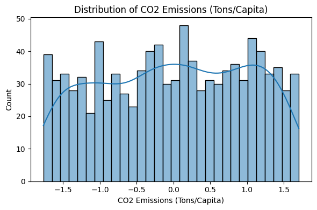 Distribution of CO2 Emissions (Tons/Capita)
50
40
30
20
10
0
Count
−1.5 −1.0 −0.5 0.0 0.5 1.0 1.5
CO2 Emissions (Tons/Capita)